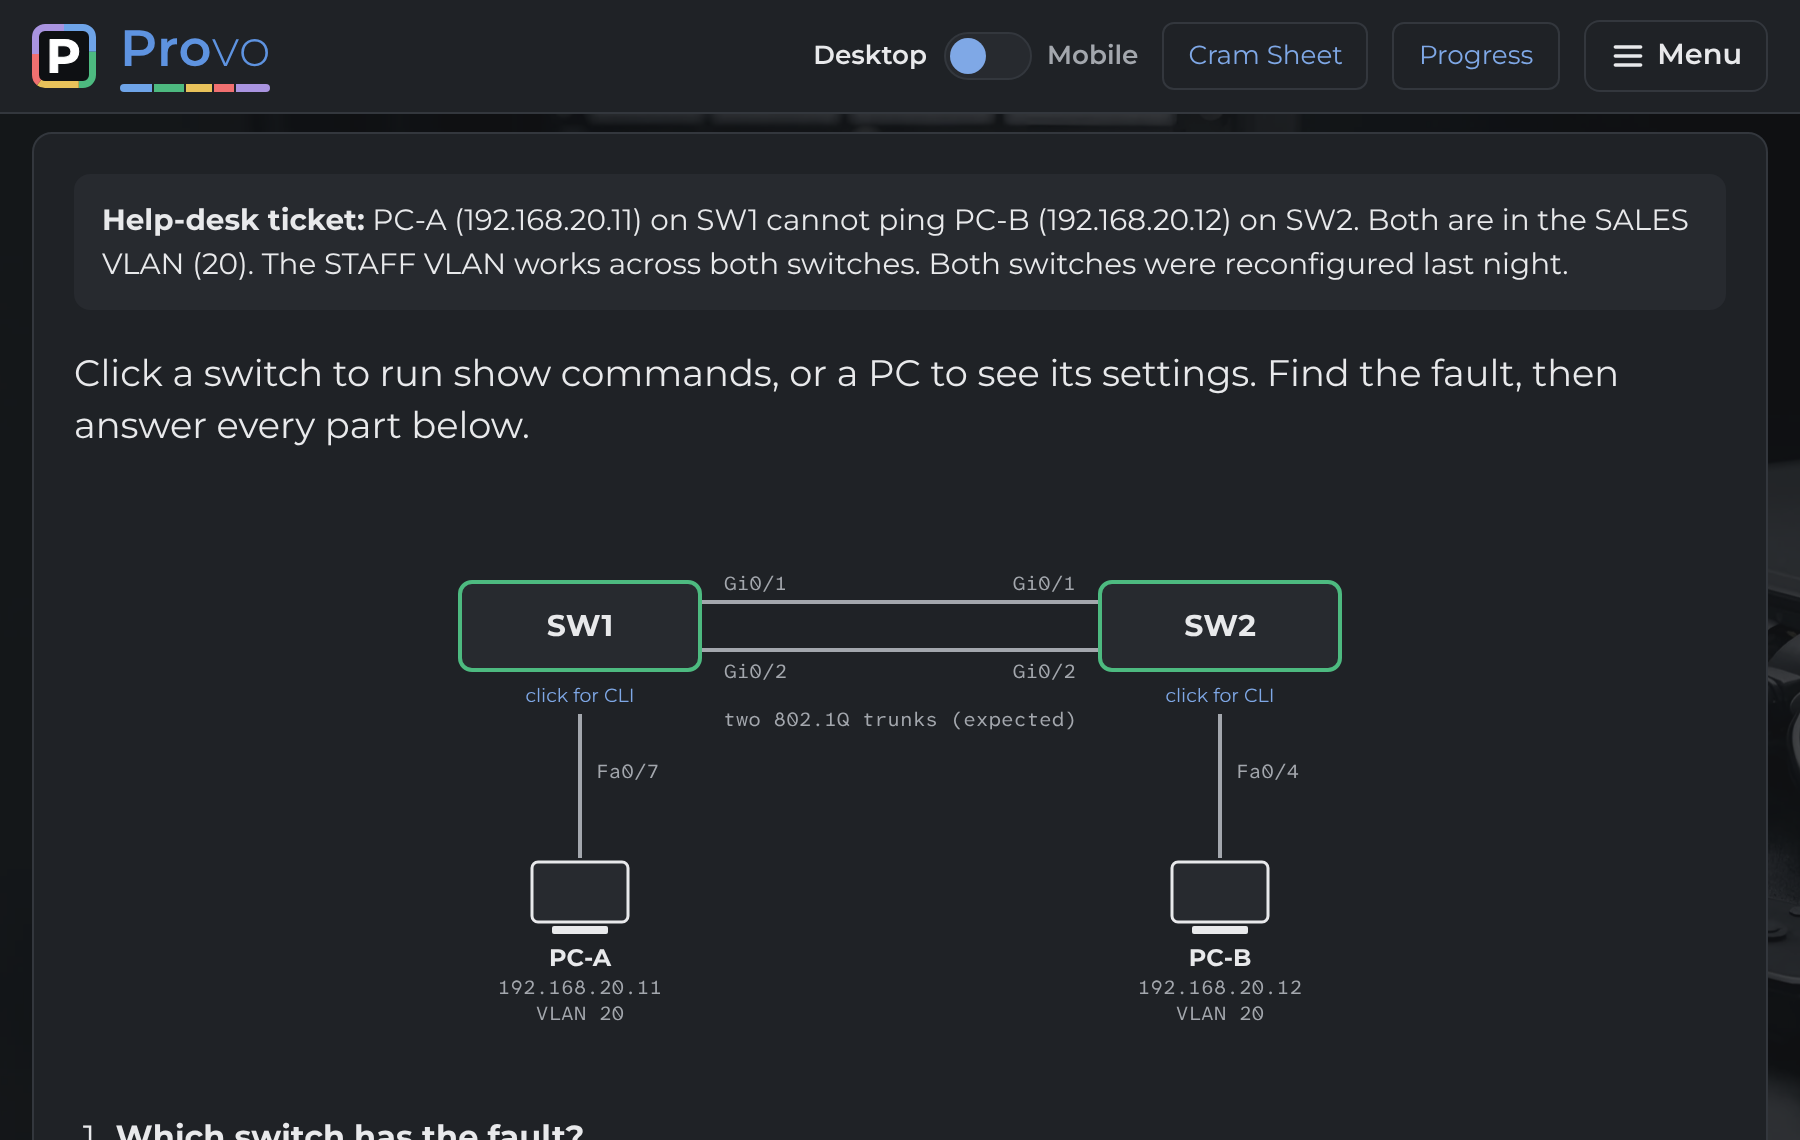 P Provo
Desktop Mobile Cram Sheet Progress Menu
Help-desk ticket: PC-A (192.168.20.11) on SW1 cannot ping PC-B (192.168.20.12) on SW2. Both are in the SALES
VLAN (20). The STAFF VLAN works across both switches. Both switches were reconfigured last night.
Click a switch to run show commands, or a PC to see its settings. Find the fault, then
answer every part below.
Gi0/1 Gi0/1
SW1 SW2
Gi0/2 Gi0/2
click for CLI click for CLI
two 802.1Q trunks (expected)
Fa0/7 Fa0/4
PC-A PC-B
192.168.20.11 192.168.20.12
VLAN 20 VLAN 20
1. Which switch has the fault?